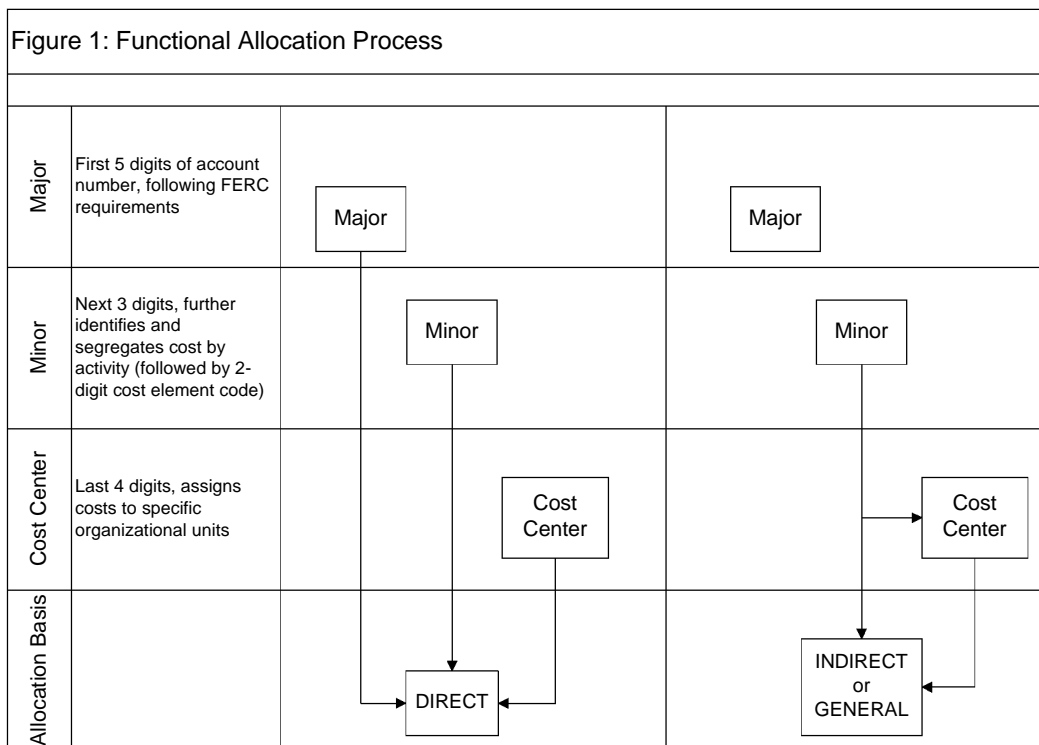 Figure 1: Functional Allocation Process
Major
First 5 digits of account
number, following FERC
requirements
Major
Major
Minor
Next 3 digits, further
identifies and
segregates cost by
activity (followed by 2-
digit cost element code)
Minor
Minor
Cost Center
Last 4 digits, assigns
costs to specific
organizational units
Cost
Center
Cost
Center
Allocation Basis
DIRECT
INDIRECT
or
GENERAL